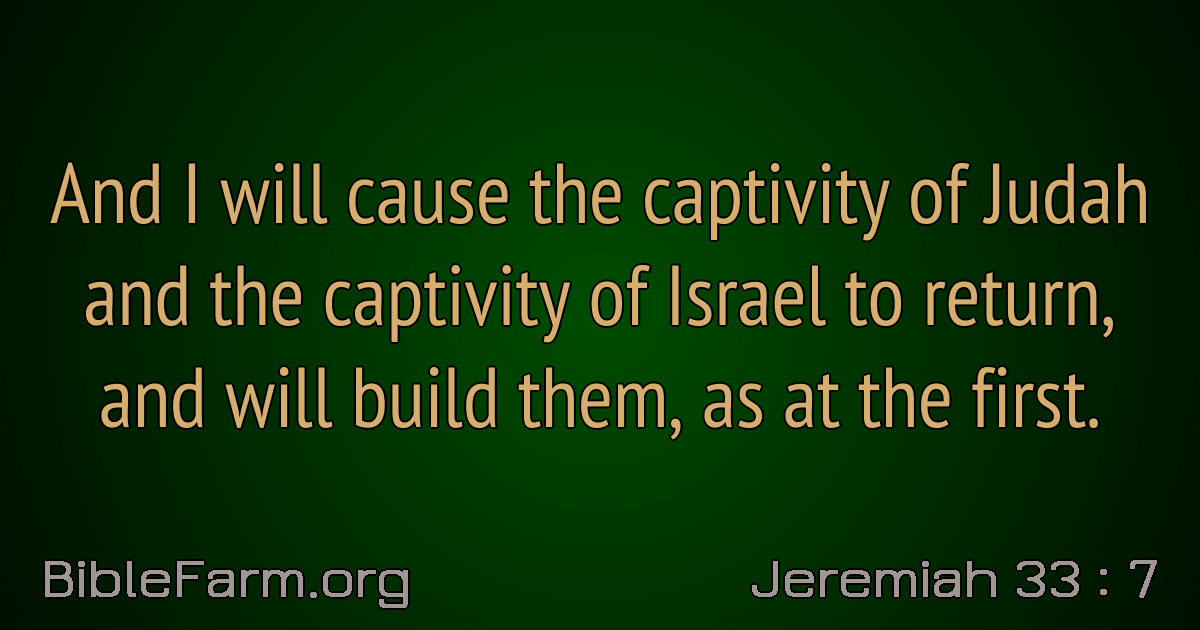 And I will cause the captivity of Judah
and the captivity of Israel to return,
and will build them, as at the first.
BibleFarm.org
Jeremiah 33 : 7